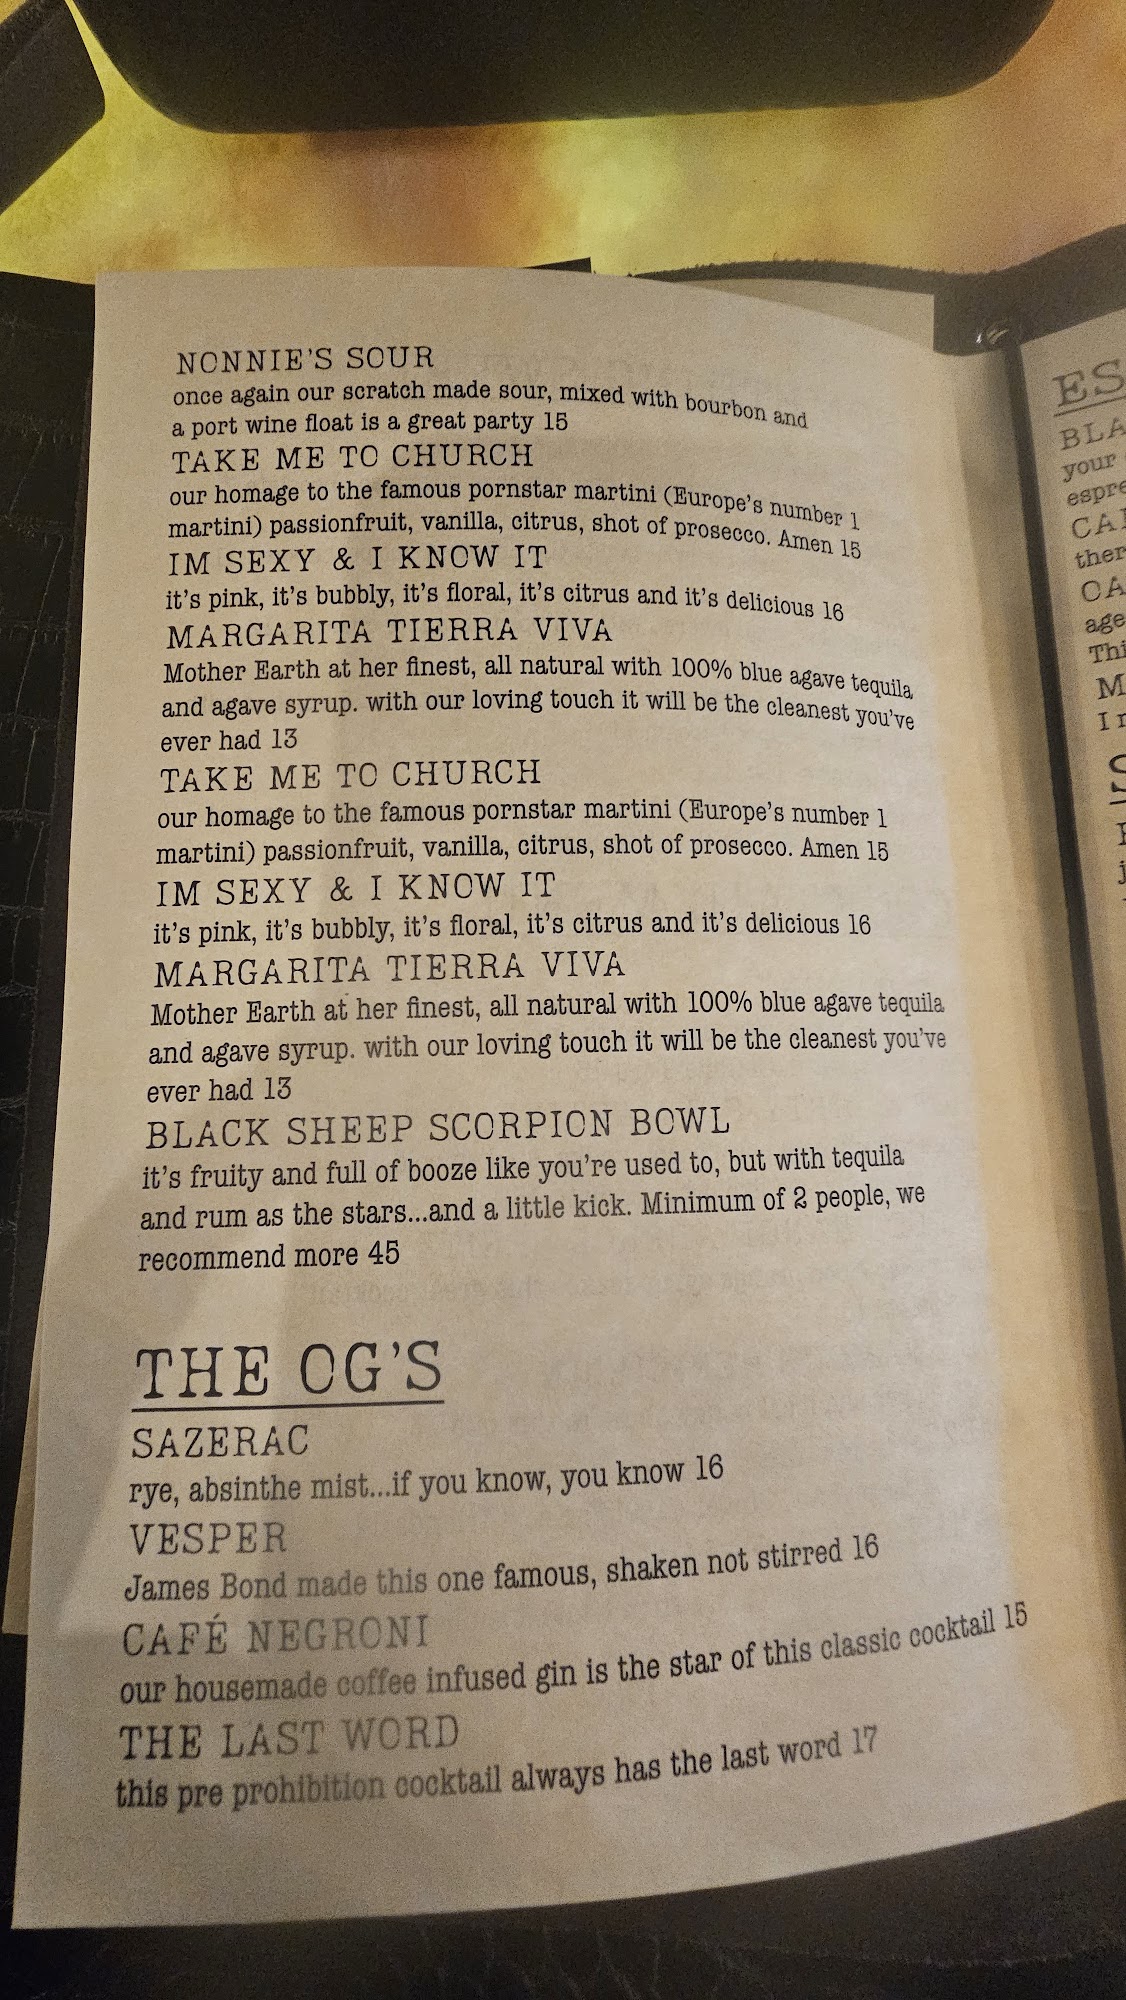 NONNIE'S SOUR
once again our scratch made sour, mixed with bourbon and
a port wine float is a great party 15
TAKE ME TO CHURCH
our homage to the famous pornstar martini (Europe's number 1
martini) passionfruit, vanilla, citrus, shot of prosecco. Amen 15
IM SEXY & I KNOW IT
it's pink, it's bubbly, it's floral, it's citrus and it's delicious 16
MARGARITA TIERRA VIVA
Mother Earth at her finest, all natural with 100% blue agave tequila
and agave syrup. with our loving touch it will be the cleanest you've
ever had 13
TAKE ME TO CHURCH
our homage to the famous pornstar martini (Europe's number 1
martini) passionfruit, vanilla, citrus, shot of prosecco. Amen 15
IM SEXY & I KNOW IT
it's pink, it's bubbly, it's floral, it's citrus and it's delicious 16
MARGARITA TIERRA VIVA
Mother Earth at her finest, all natural with 100% blue agave tequila
and agave syrup. with our loving touch it will be the cleanest you've
ever had 13
BLACK SHEEP SCORPION BOWL
it's fruity and full of booze like you're used to, but with tequila
and rum as the stars...and a little kick. Minimum of 2 people, we
recommend more 45
THE OG'S
SAZERAC
rye, absinthe mist...if you know, you know 16
VESPER
James Bond made this one famous, shaken not stirred 16
CAFÉ NEGRONI
our housemade coffee infused gin is the star of this classic cocktail 15
THE LAST WORD
this pre prohibition cocktail always has the last word 17
ES
BLA
your
espre
CA
ther
CA
age
Thi
M
I